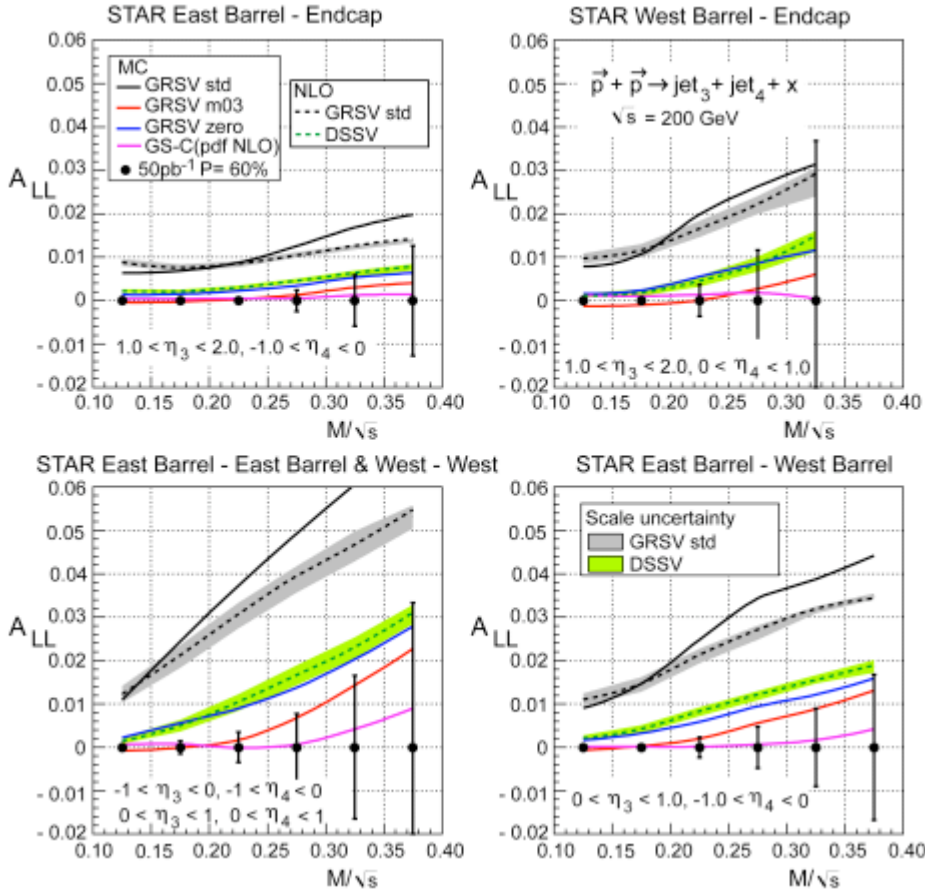 STAR East Barrel - Endcap
0.06
0.05
0.04
0.03
0.02
0.01
0
- 0.01
- 0.02
A LL
MC
GRSV std
GRSV m03
GRSV zero
GS-C(pdf NLO)
50pb⁻¹ P= 60%
NLO
GRSV std
DSSV
1.0 < η₃ < 2.0, -1.0 < η₄ < 0
0.10 0.15 0.20 0.25 0.30 0.35 0.40
M/√s
STAR West Barrel - Endcap
0.06
0.05
0.04
0.03
0.02
0.01
0
- 0.01
- 0.02
A LL
p⃗ + p⃗ → jet₃ + jet₄ + x
√s = 200 GeV
1.0 < η₃ < 2.0, 0 < η₄ < 1.0
0.10 0.15 0.20 0.25 0.30 0.35 0.40
M/√s
STAR East Barrel - East Barrel & West - West
0.06
0.05
0.04
0.03
0.02
0.01
0
- 0.01
- 0.02
A LL
-1 < η₃ < 0, -1 < η₄ < 0
0 < η₃ < 1, 0 < η₄ < 1
0.10 0.15 0.20 0.25 0.30 0.35 0.40
M/√s
STAR East Barrel - West Barrel
0.06
0.05
0.04
0.03
0.02
0.01
0
- 0.01
- 0.02
A LL
Scale uncertainty
GRSV std
DSSV
0 < η₃ < 1.0, -1.0 < η₄ < 0
0.10 0.15 0.20 0.25 0.30 0.35 0.40
M/√s